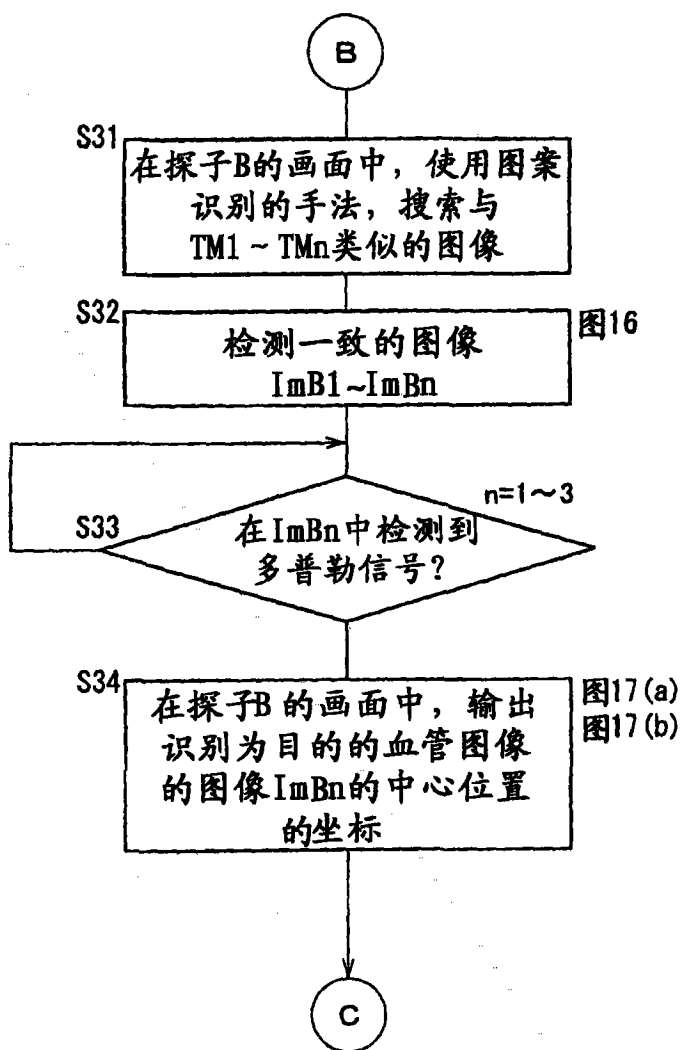 B
S31
在探子B的画面中，使用图案
识别的手法，搜索与
TM1～TMn类似的图像
S32
图16
检测一致的图像
ImB1~ImBn
n=1～3
S33
在ImBn中检测到
多普勒信号？
S34
图17(a)
图17(b)
在探子B的画面中，输出
识别为目的的血管图像
的图像ImBn的中心位置
的坐标
C